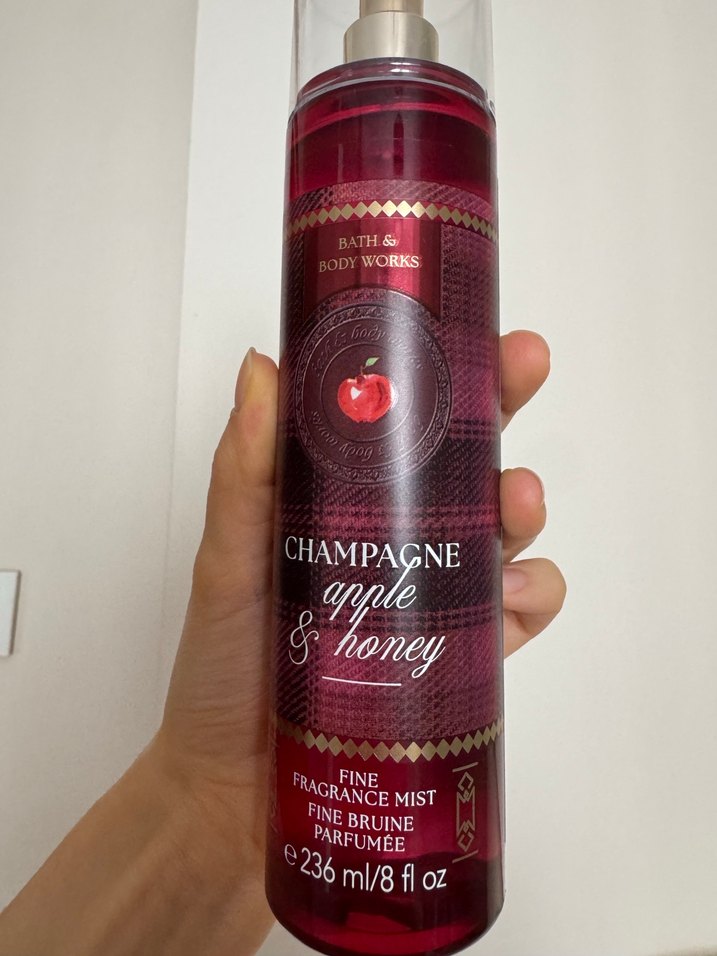 BATH &
BODY WORKS
CHAMPAGNE
apple
& honey
FINE
FRAGRANCE MIST
FINE BRUINE
PARFUMÉE
℮ 236 ml/8 fl oz